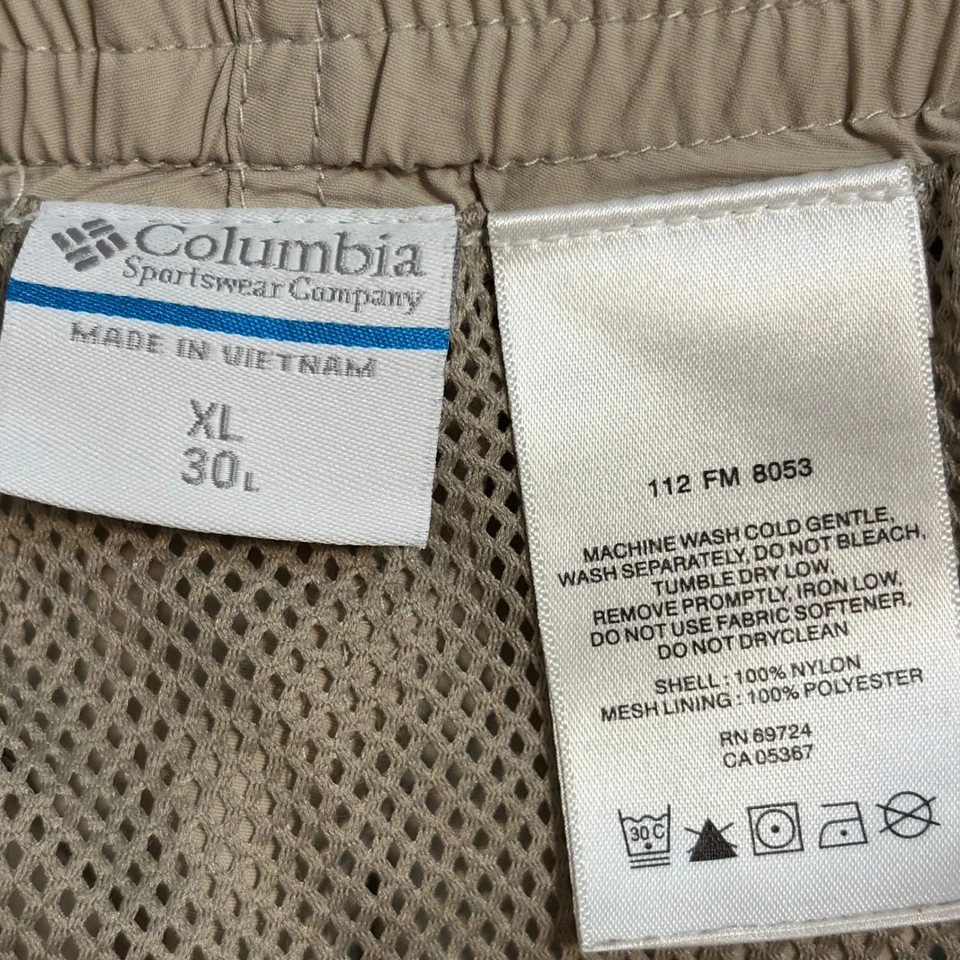 Columbia
Sportswear Company
MADE IN VIETNAM
XL
30L
112 FM 8053
MACHINE WASH COLD GENTLE,
WASH SEPARATELY, DO NOT BLEACH,
TUMBLE DRY LOW,
REMOVE PROMPTLY, IRON LOW,
DO NOT USE FABRIC SOFTENER,
DO NOT DRYCLEAN
SHELL : 100% NYLON
MESH LINING : 100% POLYESTER
RN 69724
CA 05367
30C